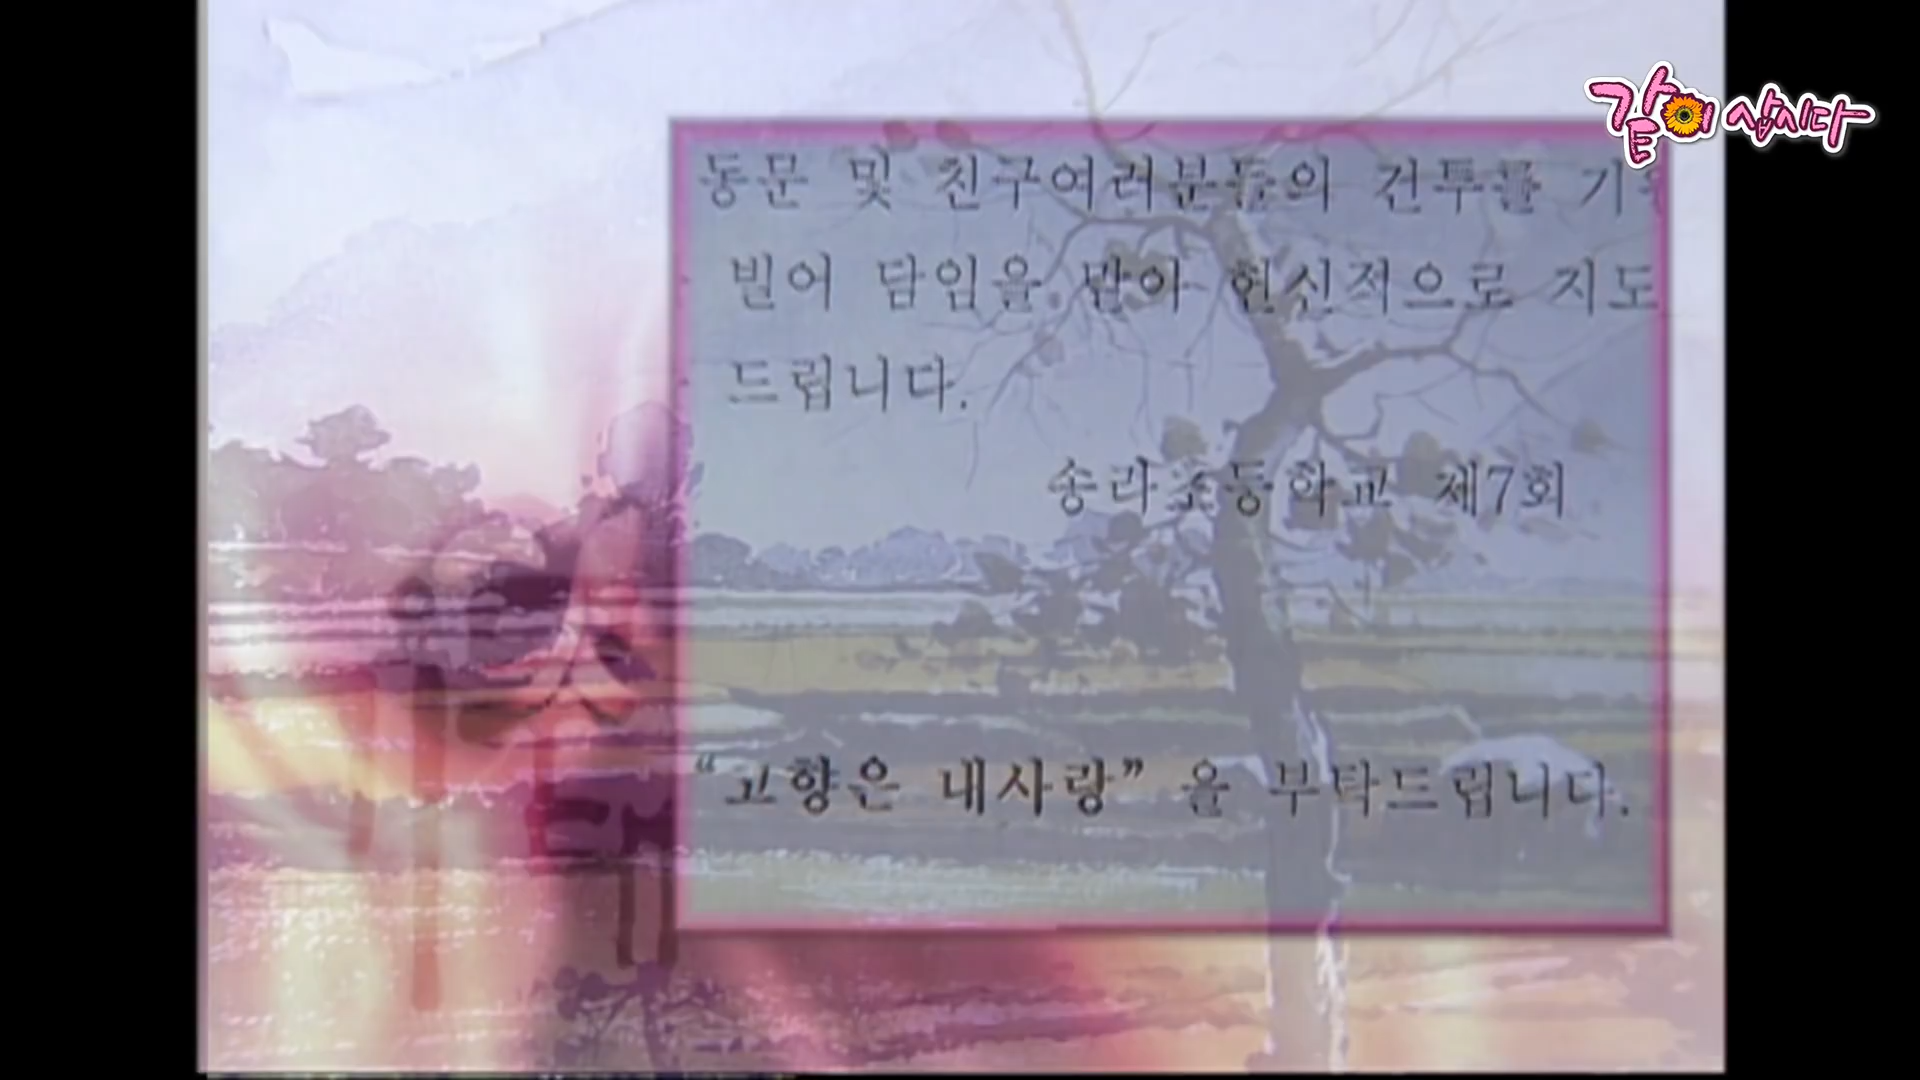 같이 삽시다
동문 및 친구여러분들의 건투를
빌어 담임을 맡아 헌신적으로 지도
드립니다.
송라초등학교 제7회
“고향은 내사랑” 을 부탁드립니다.